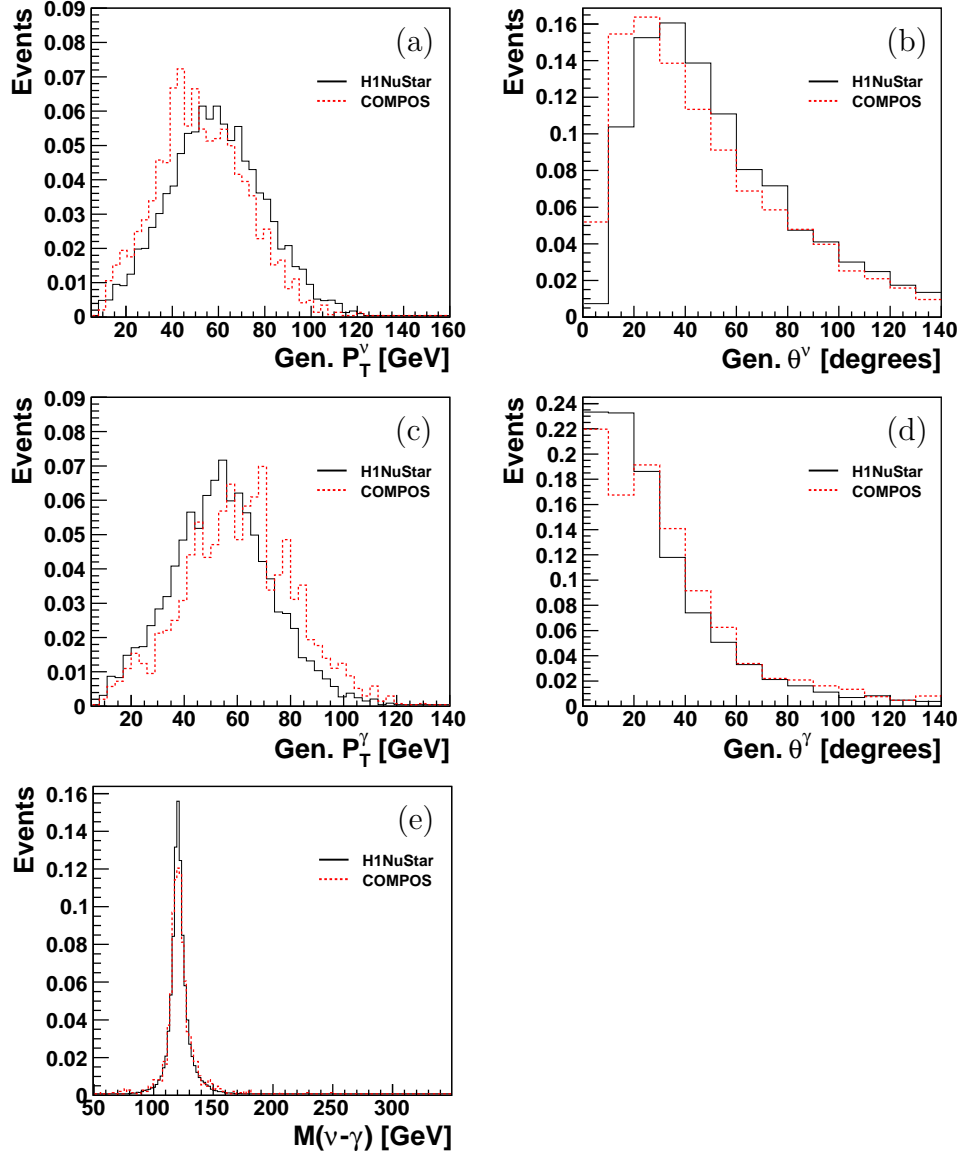 Events
0.09
0.08
0.07
0.06
0.05
0.04
0.03
0.02
0.01
0
(a)
H1NuStar
COMPOS
20 40 60 80 100 120 140 160
Gen. P_T^ν [GeV]
Events
0.16
0.14
0.12
0.1
0.08
0.06
0.04
0.02
0
(b)
H1NuStar
COMPOS
0 20 40 60 80 100 120 140
Gen. θ^ν [degrees]
Events
0.09
0.08
0.07
0.06
0.05
0.04
0.03
0.02
0.01
0
(c)
H1NuStar
COMPOS
20 40 60 80 100 120 140
Gen. P_T^γ [GeV]
Events
0.24
0.22
0.2
0.18
0.16
0.14
0.12
0.1
0.08
0.06
0.04
0.02
0
(d)
H1NuStar
COMPOS
0 20 40 60 80 100 120 140
Gen. θ^γ [degrees]
Events
0.16
0.14
0.12
0.1
0.08
0.06
0.04
0.02
0
(e)
H1NuStar
COMPOS
50 100 150 200 250 300
M(ν-γ) [GeV]